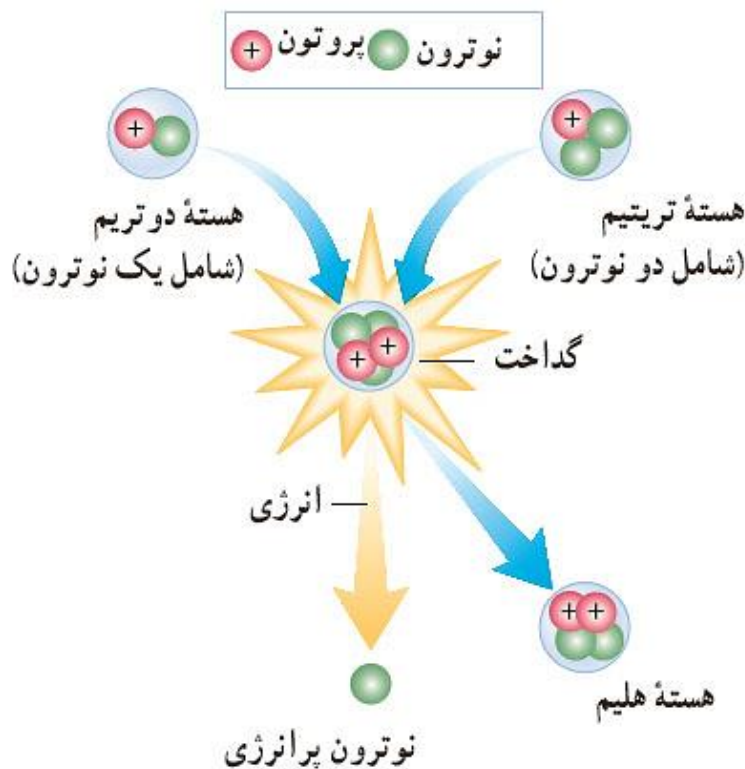 نوترون پروتون +
+
+
هستهٔ تریتیم
(شامل دو نوترون)
هستهٔ دوتریم
(شامل یک نوترون)
+ +
گداخت
انرژی
+ +
هستهٔ هلیم
نوترون پرانرژی